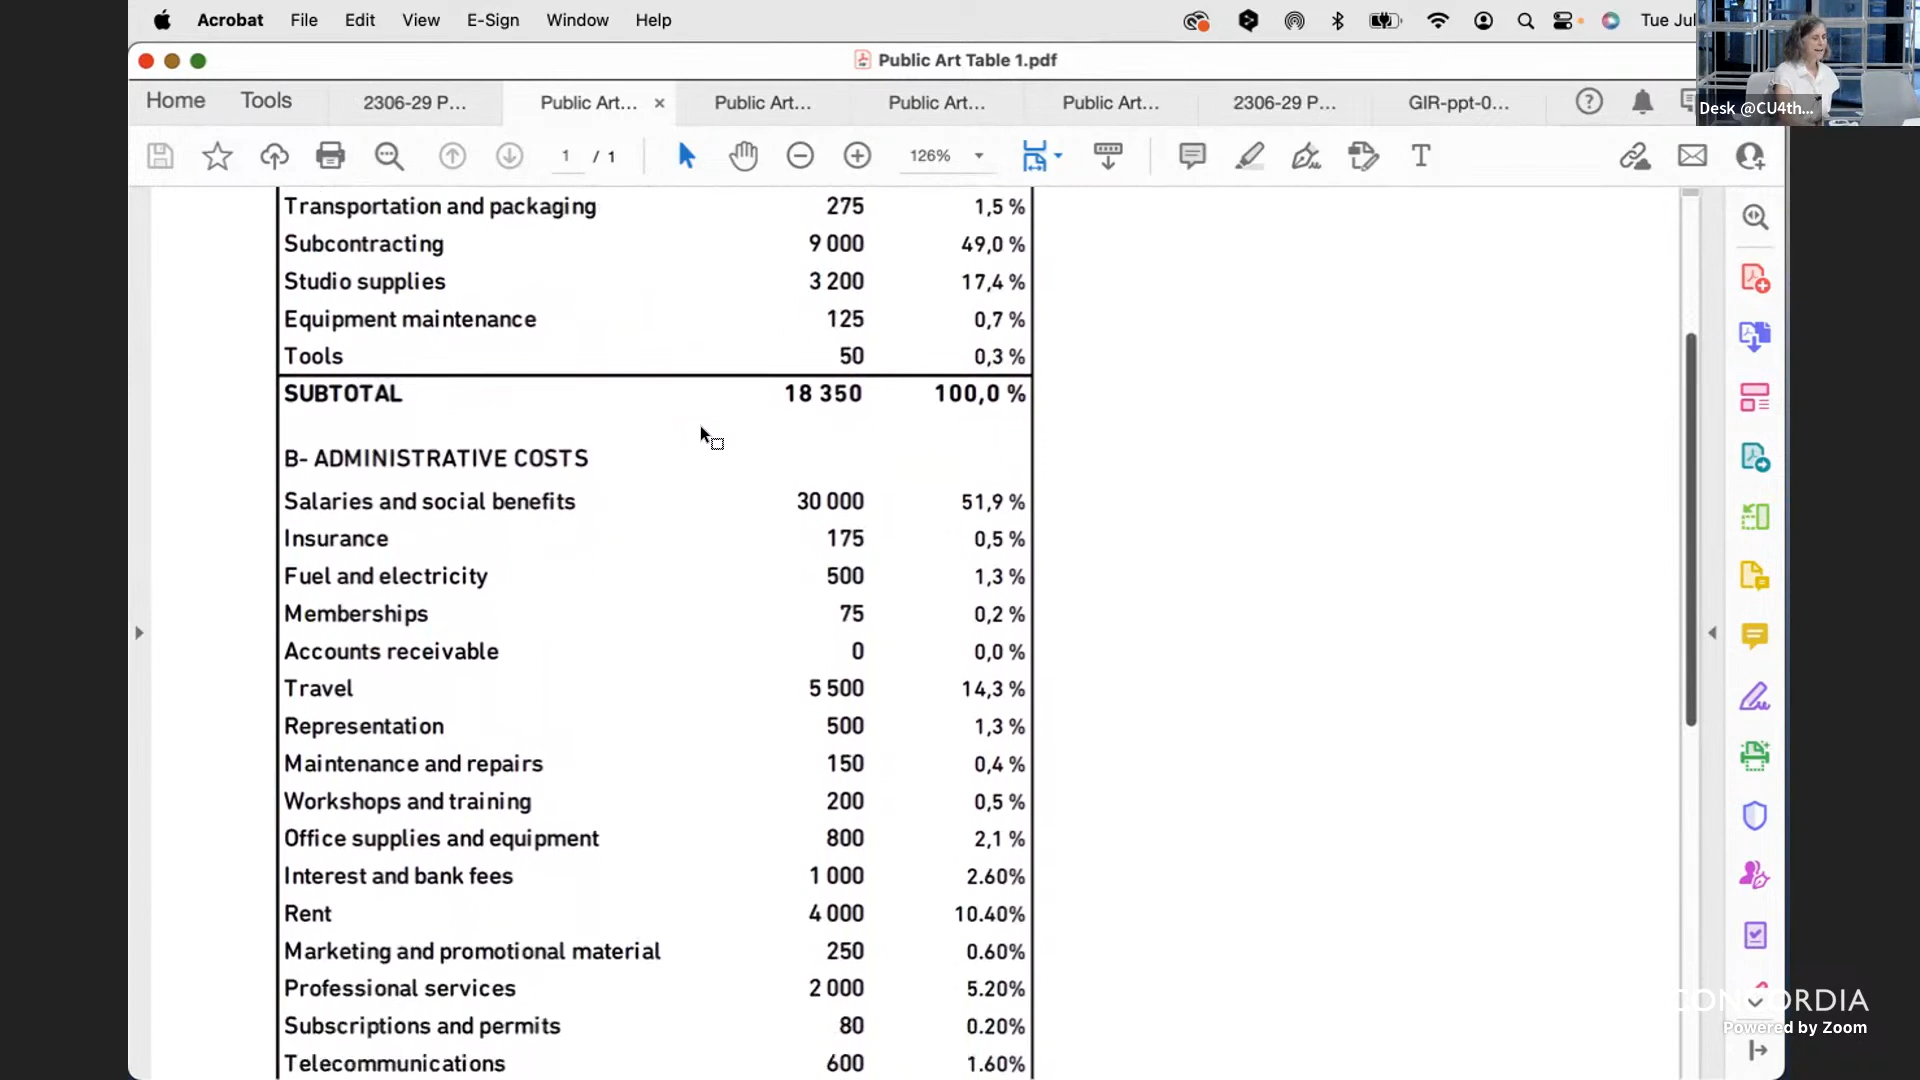 Acrobat File Edit View E-Sign Window Help Tue Jul
Public Art Table 1.pdf
Home Tools 2306-29 P... Public Art... × Public Art... Public Art... Public Art... 2306-29 P... GIR-ppt-0...
Desk @CU4th...
1 / 1 126%
Transportation and packaging 275 1,5 %
Subcontracting 9 000 49,0 %
Studio supplies 3 200 17,4 %
Equipment maintenance 125 0,7 %
Tools 50 0,3 %
SUBTOTAL 18 350 100,0 %
B- ADMINISTRATIVE COSTS
Salaries and social benefits 30 000 51,9 %
Insurance 175 0,5 %
Fuel and electricity 500 1,3 %
Memberships 75 0,2 %
Accounts receivable 0 0,0 %
Travel 5 500 14,3 %
Representation 500 1,3 %
Maintenance and repairs 150 0,4 %
Workshops and training 200 0,5 %
Office supplies and equipment 800 2,1 %
Interest and bank fees 1 000 2.60%
Rent 4 000 10.40%
Marketing and promotional material 250 0.60%
Professional services 2 000 5.20%
Subscriptions and permits 80 0.20%
Telecommunications 600 1.60%
CONCORDIA
Powered by Zoom